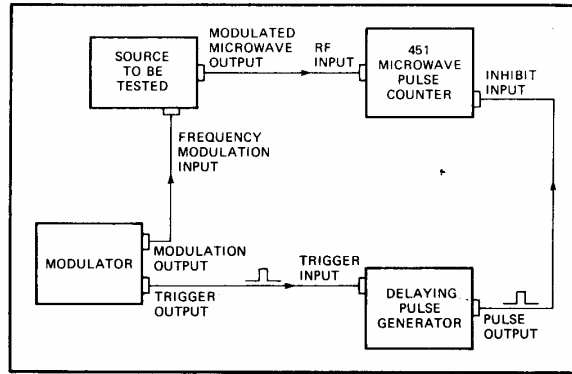 MODULATED
MICROWAVE
OUTPUT
SOURCE
TO BE
TESTED
RF
INPUT
451
MICROWAVE
PULSE
COUNTER
INHIBIT
INPUT
FREQUENCY
MODULATION
INPUT
MODULATOR
MODULATION
OUTPUT
TRIGGER
OUTPUT
TRIGGER
INPUT
DELAYING
PULSE
GENERATOR
PULSE
OUTPUT